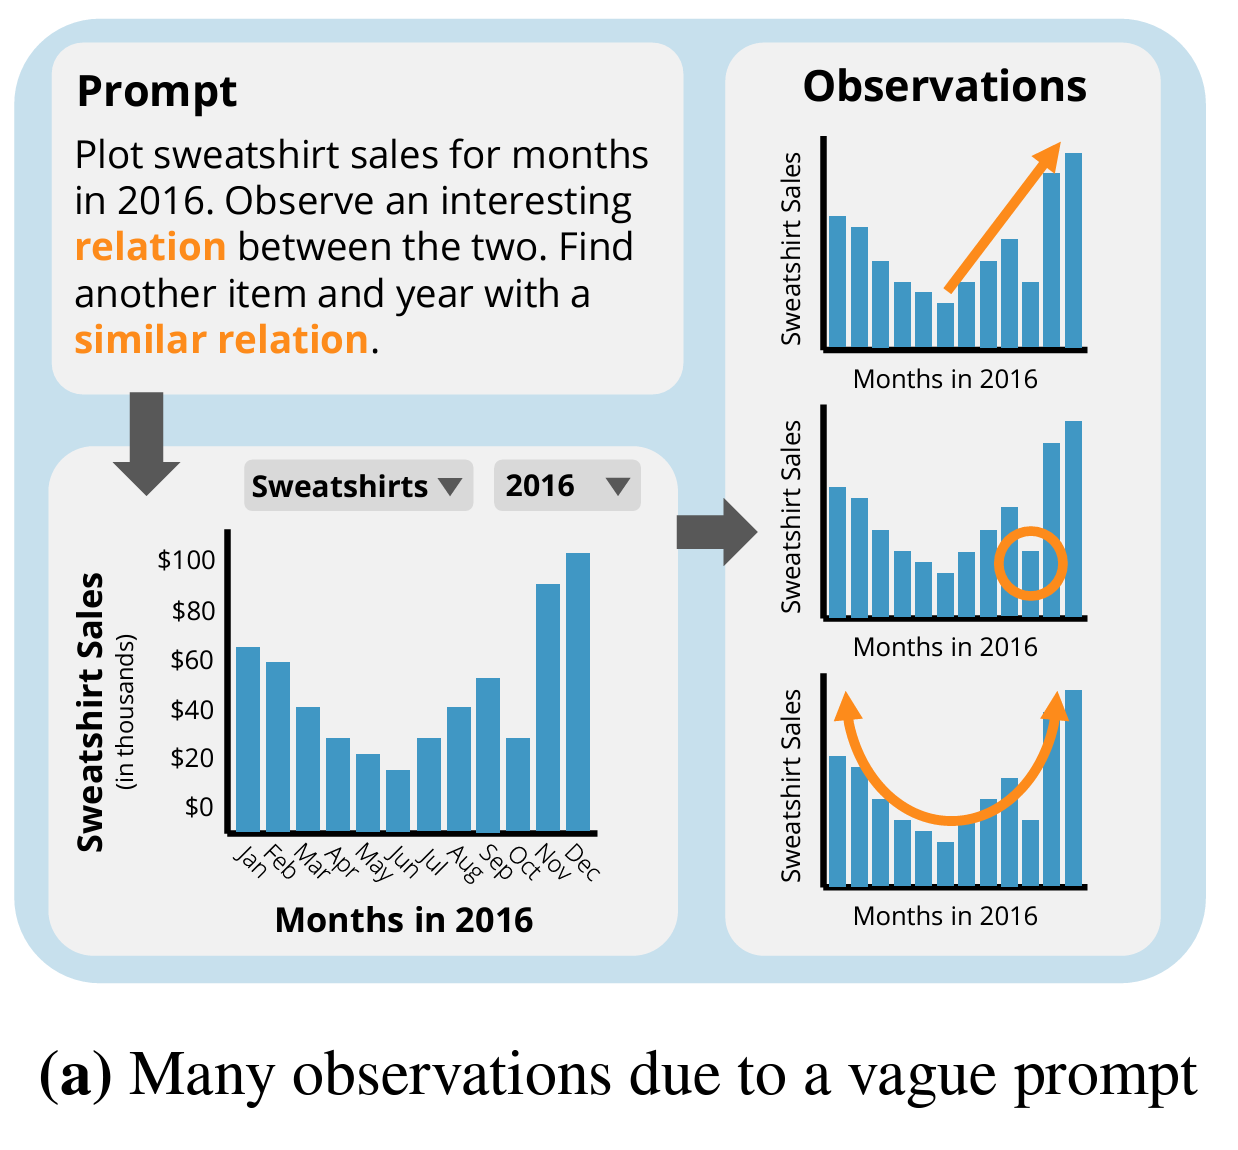 Prompt
Plot sweatshirt sales for months
in 2016. Observe an interesting
relation between the two. Find
another item and year with a
similar relation.
Sweatshirts
2016
Sweatshirt Sales
(in thousands)
$100
$80
$60
$40
$20
$0
Jan
Feb
Mar
Apr
May
Jun
Jul
Aug
Sep
Oct
Nov
Dec
Months in 2016
Observations
Sweatshirt Sales
Months in 2016
Sweatshirt Sales
Months in 2016
Sweatshirt Sales
Months in 2016
(a) Many observations due to a vague prompt